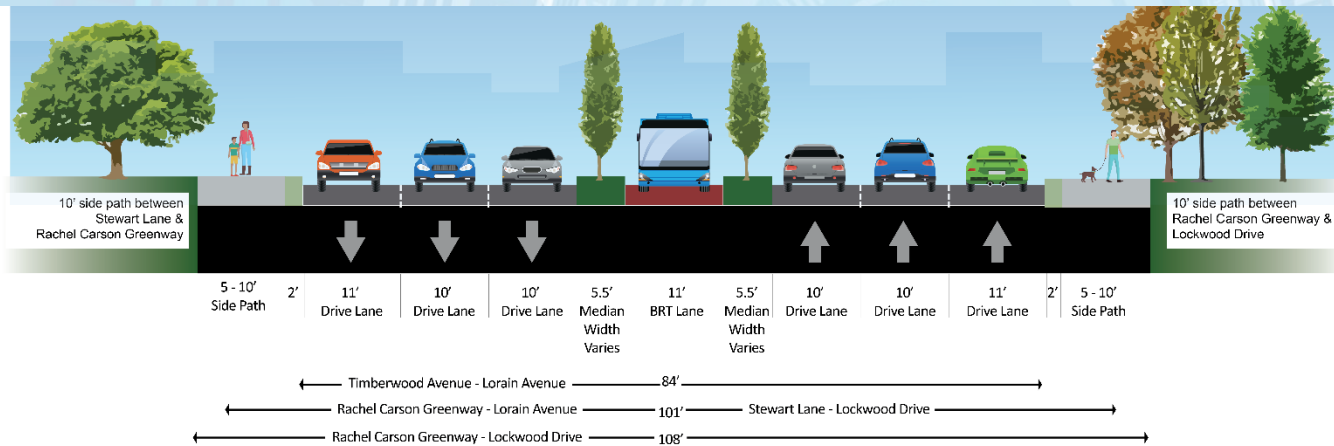 10' side path between
Stewart Lane &
Rachel Carson Greenway
10' side path between
Rachel Carson Greenway &
Lockwood Drive
5 - 10'
Side Path
2'
11'
Drive Lane
10'
Drive Lane
10'
Drive Lane
5.5'
Median
Width
Varies
11'
BRT Lane
5.5'
Median
Width
Varies
10'
Drive Lane
10'
Drive Lane
11'
Drive Lane
2'
5 - 10'
Side Path
Timberwood Avenue - Lorain Avenue 84'
Rachel Carson Greenway - Lorain Avenue 101' Stewart Lane - Lockwood Drive
Rachel Carson Greenway - Lockwood Drive 108'